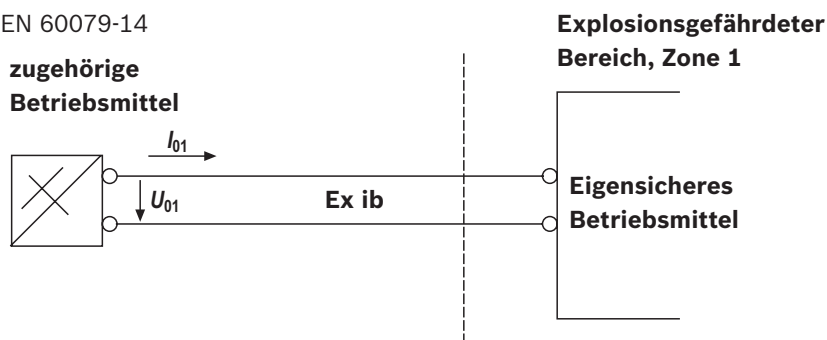 EN 60079-14
Explosionsgefährdeter
Bereich, Zone 1
zugehörige
Betriebsmittel
I01
U01
Ex ib
Eigensicheres
Betriebsmittel